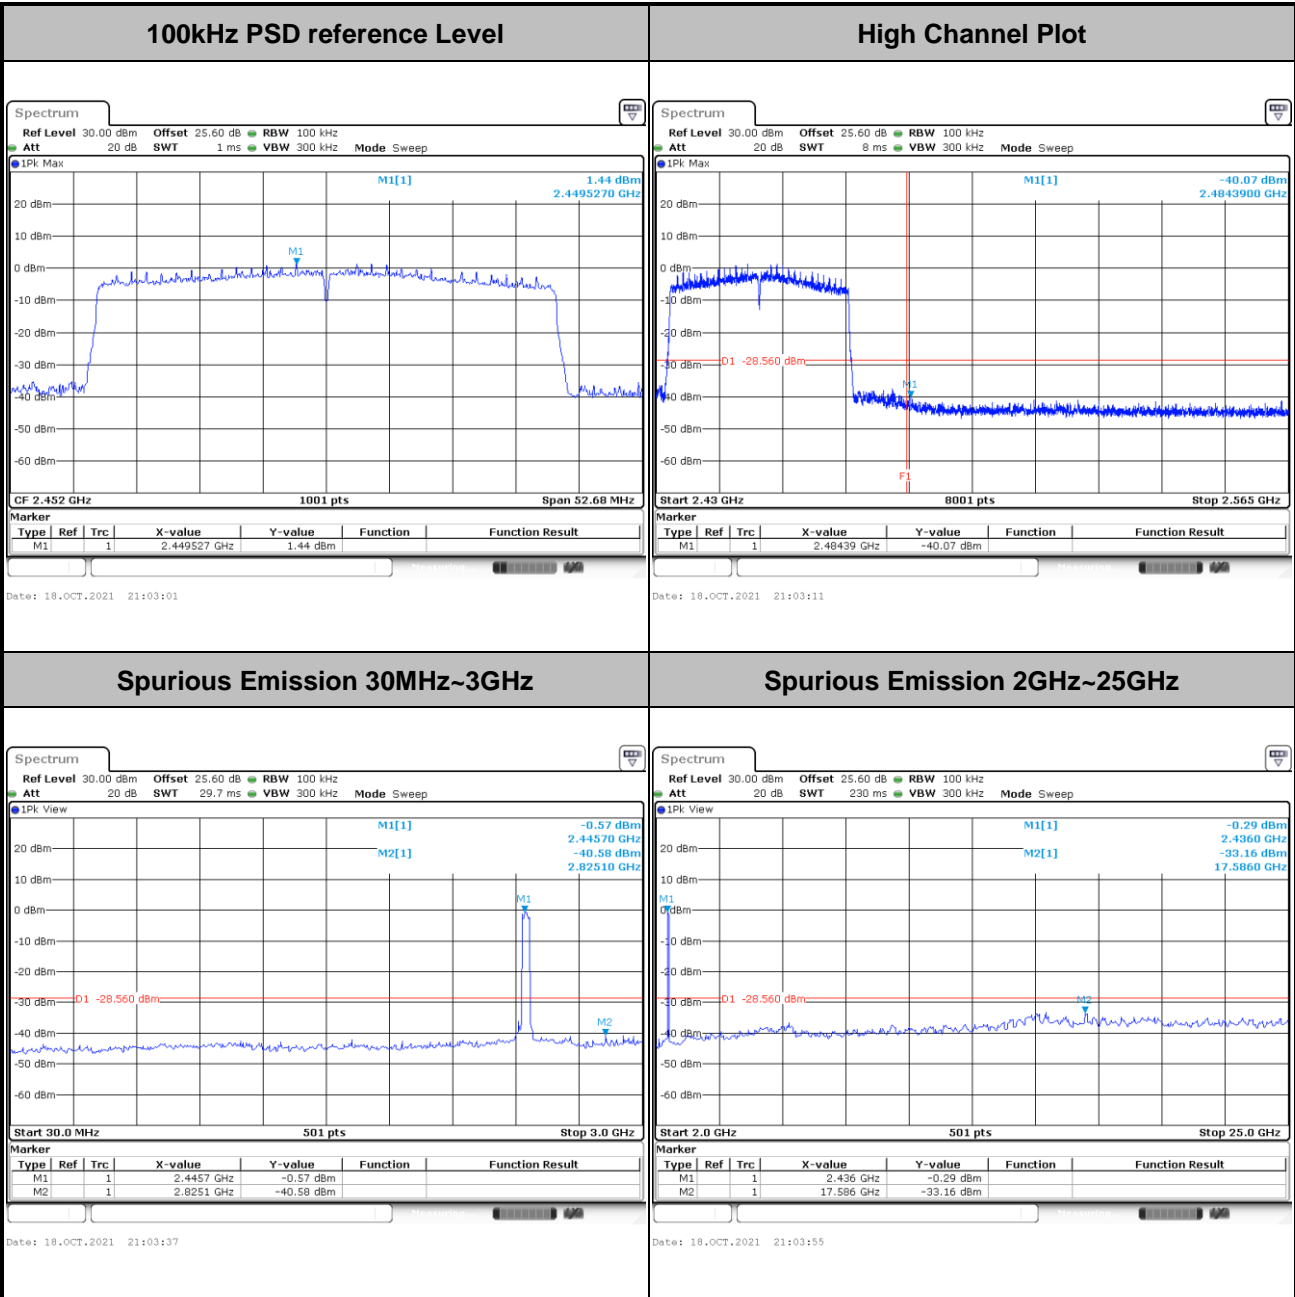 100kHz PSD reference Level
High Channel Plot
Spectrum
Ref Level 30.00 dBm Offset 25.60 dB RBW 100 kHz
Att 20 dB SWT 1 ms VBW 300 kHz Mode Sweep
1Pk Max
M1[1] 1.44 dBm
2.4495270 GHz
20 dBm
10 dBm
M1
0 dBm
-10 dBm
-20 dBm
-30 dBm
-40 dBm
-50 dBm
-60 dBm
CF 2.452 GHz 1001 pts Span 52.68 MHz
Marker
Type Ref Trc X-value Y-value Function Function Result
M1 1 2.449527 GHz 1.44 dBm
Measuring
Date: 18.OCT.2021 21:03:01
Spectrum
Ref Level 30.00 dBm Offset 25.60 dB RBW 100 kHz
Att 20 dB SWT 8 ms VBW 300 kHz Mode Sweep
1Pk Max
M1[1] -40.07 dBm
2.4843900 GHz
20 dBm
10 dBm
0 dBm
-10 dBm
-20 dBm
D1 -28.560 dBm
-30 dBm
M1
-40 dBm
-50 dBm
-60 dBm
F1
Start 2.43 GHz 8001 pts Stop 2.565 GHz
Marker
Type Ref Trc X-value Y-value Function Function Result
M1 1 2.48439 GHz -40.07 dBm
Measuring
Date: 18.OCT.2021 21:03:11
Spurious Emission 30MHz~3GHz
Spurious Emission 2GHz~25GHz
Spectrum
Ref Level 30.00 dBm Offset 25.60 dB RBW 100 kHz
Att 20 dB SWT 29.7 ms VBW 300 kHz Mode Sweep
1Pk View
M1[1] -0.57 dBm
2.44570 GHz
20 dBm
M2[1] -40.58 dBm
2.82510 GHz
10 dBm
M1
0 dBm
-10 dBm
-20 dBm
-30 dBm
D1 -28.560 dBm
M2
-40 dBm
-50 dBm
-60 dBm
Start 30.0 MHz 501 pts Stop 3.0 GHz
Marker
Type Ref Trc X-value Y-value Function Function Result
M1 1 2.4457 GHz -0.57 dBm
M2 1 2.8251 GHz -40.58 dBm
Measuring
Date: 18.OCT.2021 21:03:37
Spectrum
Ref Level 30.00 dBm Offset 25.60 dB RBW 100 kHz
Att 20 dB SWT 230 ms VBW 300 kHz Mode Sweep
1Pk View
M1[1] -0.29 dBm
2.4360 GHz
20 dBm
M2[1] -33.16 dBm
17.5860 GHz
10 dBm
M1
0 dBm
-10 dBm
-20 dBm
-30 dBm
D1 -28.560 dBm
M2
-40 dBm
-50 dBm
-60 dBm
Start 2.0 GHz 501 pts Stop 25.0 GHz
Marker
Type Ref Trc X-value Y-value Function Function Result
M1 1 2.436 GHz -0.29 dBm
M2 1 17.586 GHz -33.16 dBm
Measuring
Date: 18.OCT.2021 21:03:55